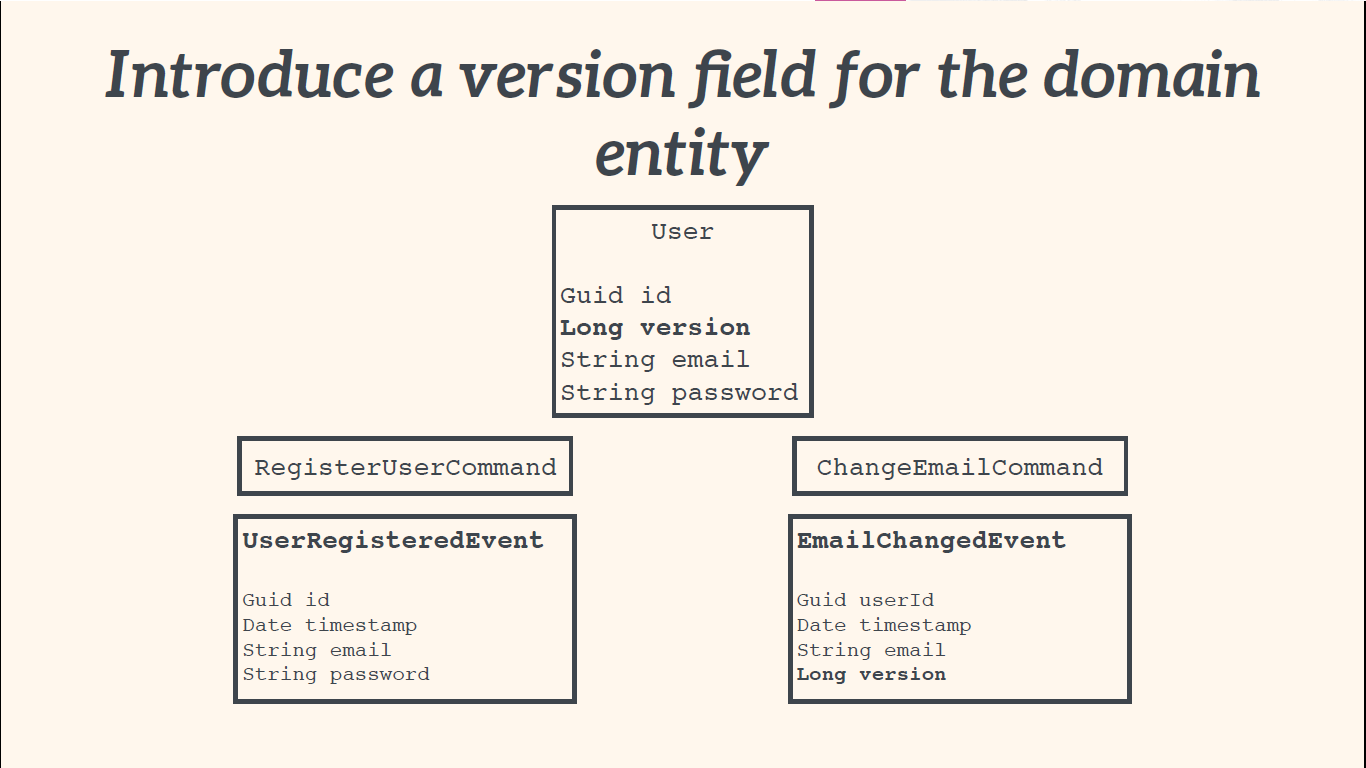 Introduce a version field for the domain
entity
User
Guid id
Long version
String email
String password
RegisterUserCommand
ChangeEmailCommand
UserRegisteredEvent
Guid id
Date timestamp
String email
String password
EmailChangedEvent
Guid userId
Date timestamp
String email
Long version